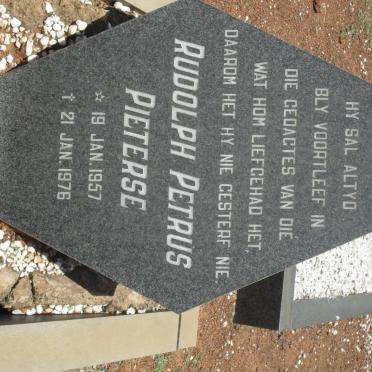 HY SAL ALTYD
BLY VOORTLEEF IN
DIE GEDAGTES VAN DIÉ
WAT HOM LIEFGEHAD HET,
DAAROM HET HY NIE GESTERF NIE.
RUDOLPH PETRUS
PIETERSE
☆ 19 JAN. 1957
✝ 21 JAN. 1976